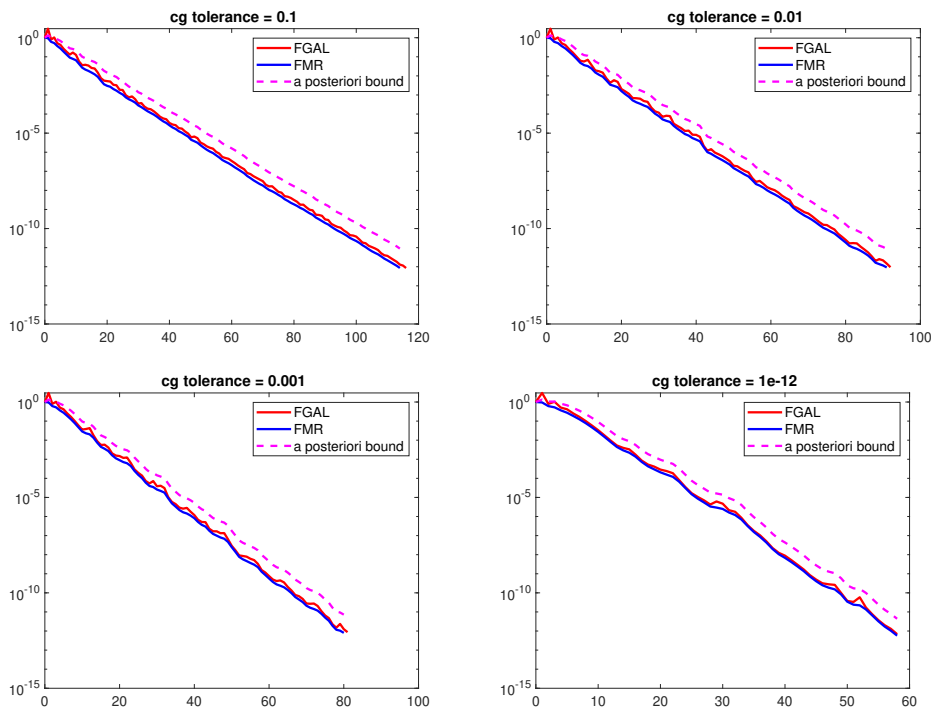 cg tolerance = 0.1
10^0
10^-5
10^-10
10^-15
0 20 40 60 80 100 120
FGAL
FMR
a posteriori bound
cg tolerance = 0.01
10^0
10^-5
10^-10
10^-15
0 20 40 60 80 100
FGAL
FMR
a posteriori bound
cg tolerance = 0.001
10^0
10^-5
10^-10
10^-15
0 20 40 60 80 100
FGAL
FMR
a posteriori bound
cg tolerance = 1e-12
10^0
10^-5
10^-10
10^-15
0 10 20 30 40 50 60
FGAL
FMR
a posteriori bound